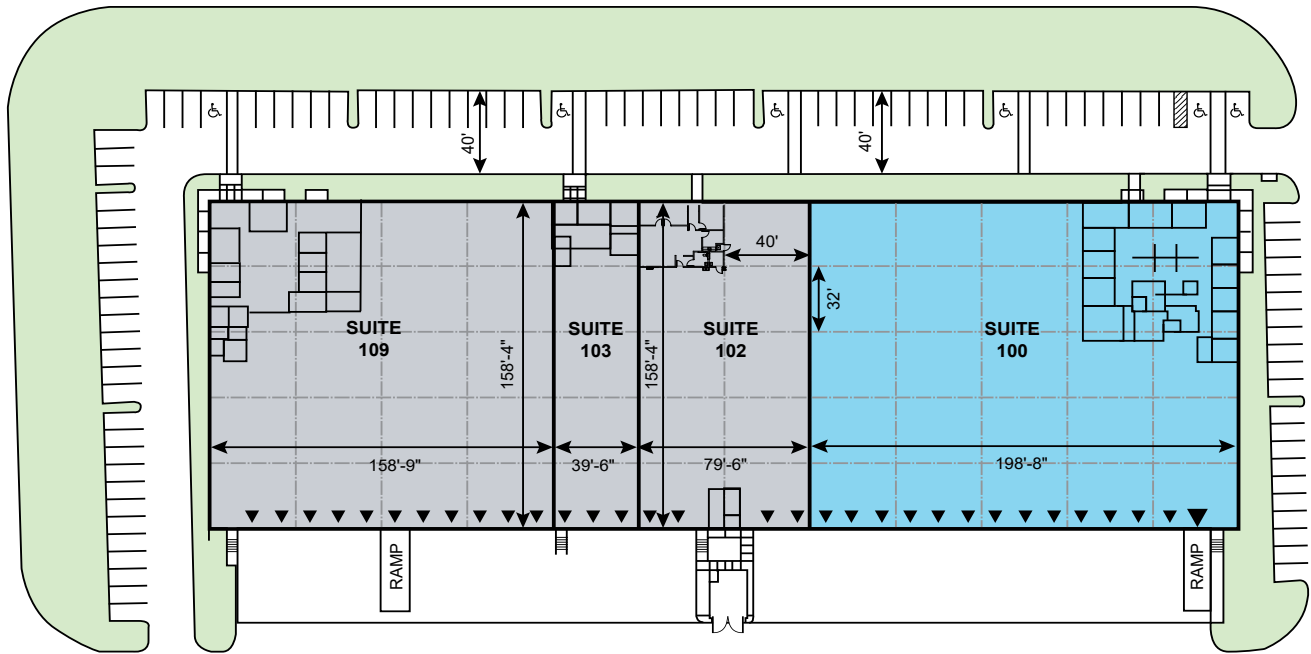 40'
40'
40'
32'
SUITE
109
SUITE
103
SUITE
102
SUITE
100
158'-4"
158'-4"
158'-9"
39'-6"
79'-6"
198'-8"
RAMP
RAMP